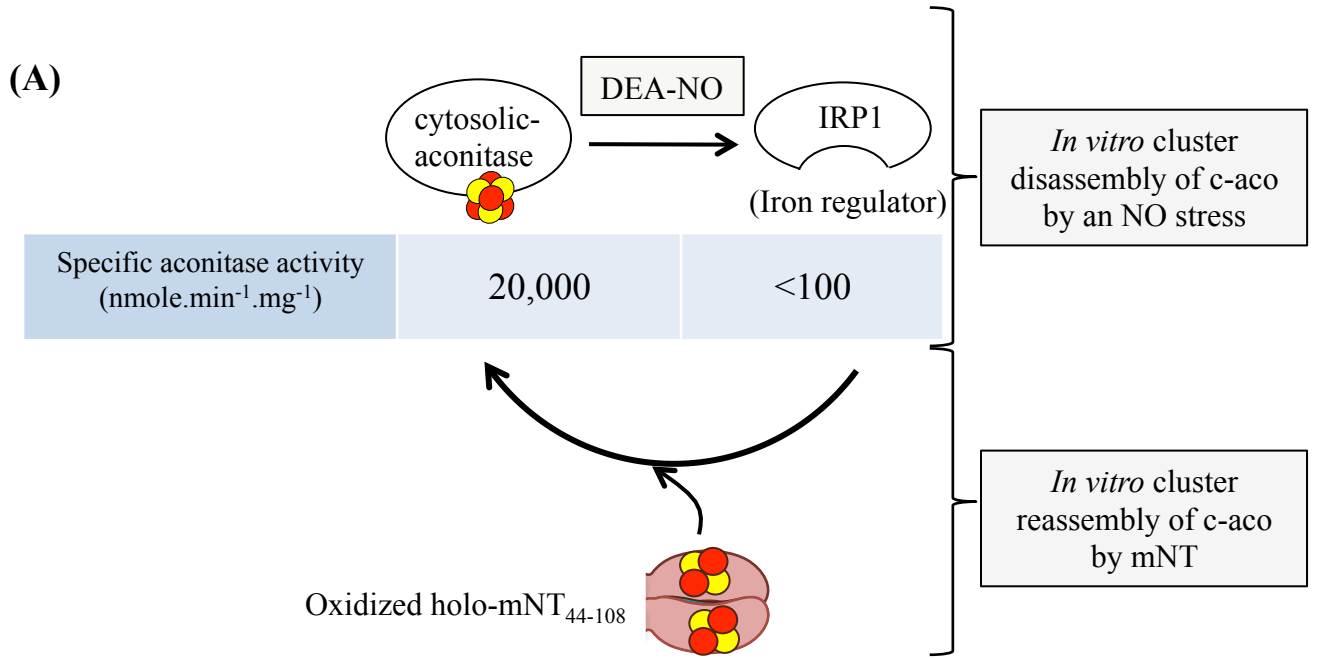 (A)
DEA-NO
cytosolic-
aconitase
IRP1
(Iron regulator)
In vitro cluster
disassembly of c-aco
by an NO stress
Specific aconitase activity
(nmole.min-1.mg-1)
20,000
<100
In vitro cluster
reassembly of c-aco
by mNT
Oxidized holo-mNT44-108